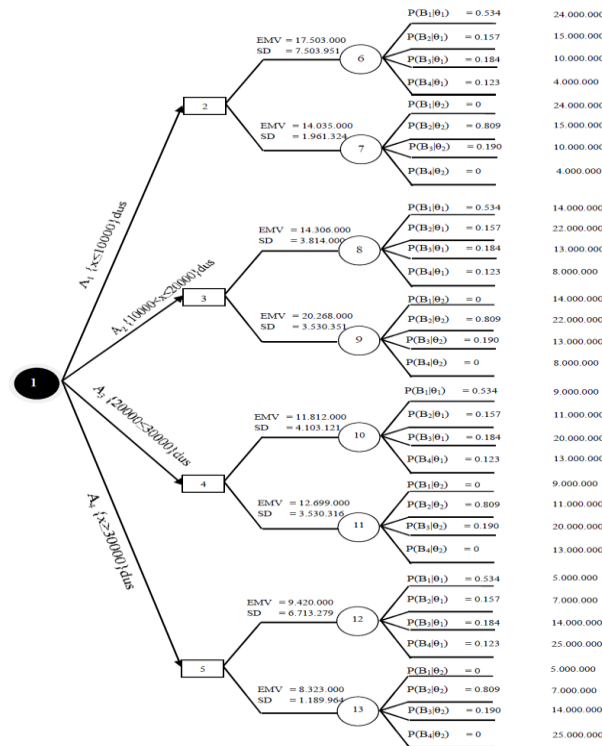 P(B₁|θ₁) = 0.534 24.000.000
EMV = 17.503.000 P(B₂|θ₁) = 0.157 15.000.000
SD = 7.503.951 6 P(B₃|θ₁) = 0.184 10.000.000
P(B₄|θ₁) = 0.123 4.000.000
2 P(B₁|θ₂) = 0 24.000.000
EMV = 14.035.000 P(B₂|θ₂) = 0.809 15.000.000
SD = 1.961.324 7 P(B₃|θ₂) = 0.190 10.000.000
P(B₄|θ₂) = 0 4.000.000
A₁ {x≤10000}dus
P(B₁|θ₁) = 0.534 14.000.000
EMV = 14.306.000 P(B₂|θ₁) = 0.157 22.000.000
SD = 3.814.000 8 P(B₃|θ₁) = 0.184 13.000.000
P(B₄|θ₁) = 0.123 8.000.000
A₂{10000<x≤20000}dus 3 P(B₁|θ₂) = 0 14.000.000
EMV = 20.268.000 P(B₂|θ₂) = 0.809 22.000.000
SD = 3.530.351 9 P(B₃|θ₂) = 0.190 13.000.000
P(B₄|θ₂) = 0 8.000.000
1
P(B₁|θ₁) = 0.534 9.000.000
EMV = 11.812.000 P(B₂|θ₁) = 0.157 11.000.000
SD = 4.103.121 10 P(B₃|θ₁) = 0.184 20.000.000
P(B₄|θ₁) = 0.123 13.000.000
A₃ {20000≤30000}dus 4 P(B₁|θ₂) = 0 9.000.000
EMV = 12.699.000 P(B₂|θ₂) = 0.809 11.000.000
SD = 3.530.316 11 P(B₃|θ₂) = 0.190 20.000.000
P(B₄|θ₂) = 0 13.000.000
A₄ {x≥30000}dus
P(B₁|θ₁) = 0.534 5.000.000
EMV = 9.420.000 P(B₂|θ₁) = 0.157 7.000.000
SD = 6.713.279 12 P(B₃|θ₁) = 0.184 14.000.000
P(B₄|θ₁) = 0.123 25.000.000
5 P(B₁|θ₂) = 0 5.000.000
EMV = 8.323.000 P(B₂|θ₂) = 0.809 7.000.000
SD = 1.189.964 13 P(B₃|θ₂) = 0.190 14.000.000
P(B₄|θ₂) = 0 25.000.000